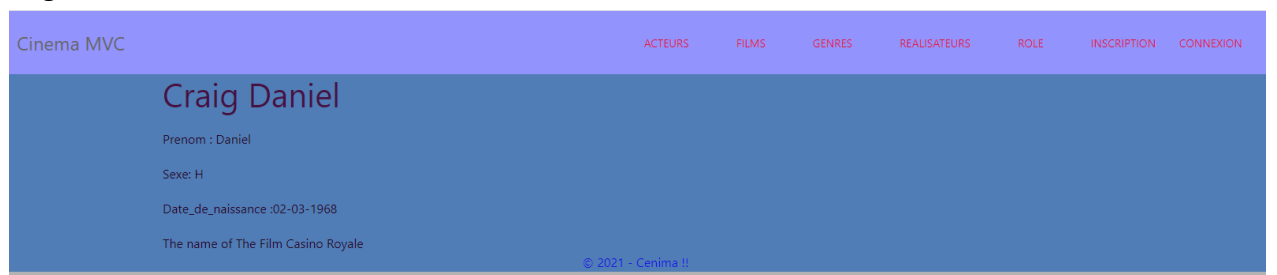 Cinema MVC ACTEURS FILMS GENRES REALISATEURS ROLE INSCRIPTION CONNEXION
Craig Daniel
Prenom : Daniel
Sexe: H
Date_de_naissance :02-03-1968
The name of The Film Casino Royale
© 2021 - Cenima !!